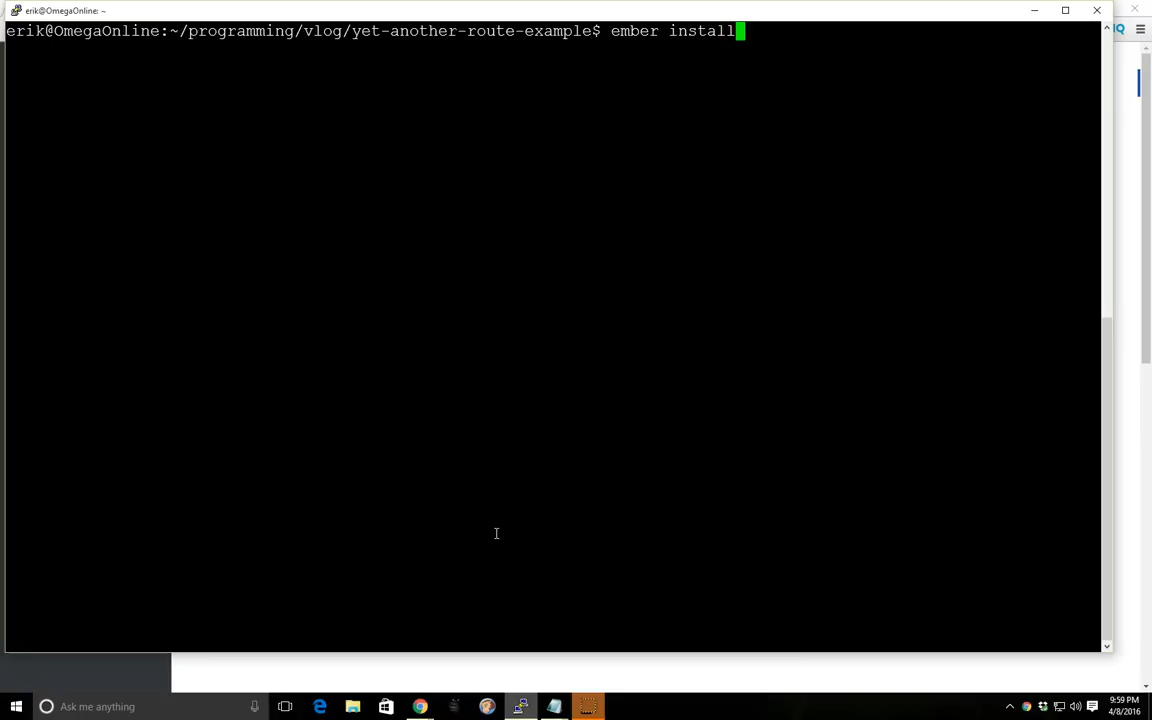 erik@OmegaOnline: ~
erik@OmegaOnline:~/programming/vlog/yet-another-route-example$ ember install
Ask me anything
9:59 PM
4/8/2016